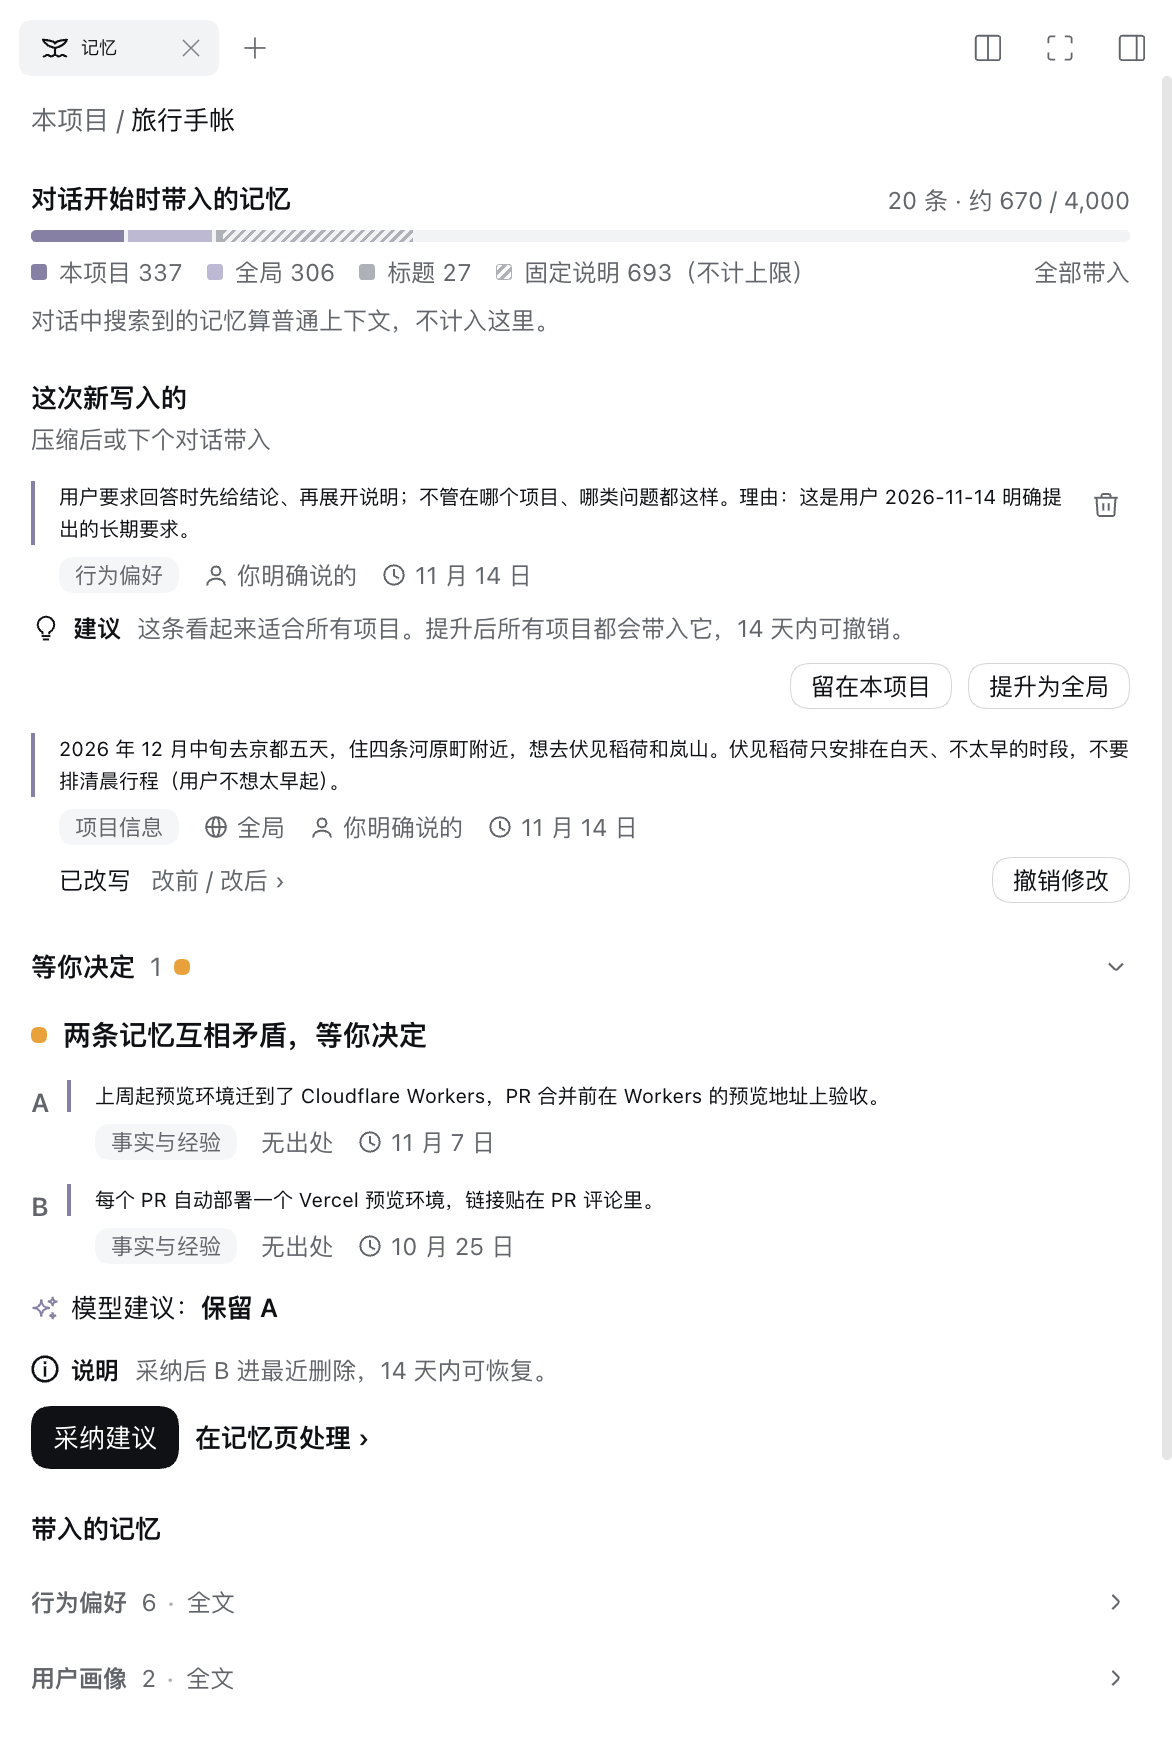 记忆
本项目 / 旅行手帐
对话开始时带入的记忆
20 条 · 约 670 / 4,000
本项目 337 全局 306 标题 27 固定说明 693（不计上限） 全部带入
对话中搜索到的记忆算普通上下文，不计入这里。
这次新写入的
压缩后或下个对话带入
用户要求回答时先给结论、再展开说明；不管在哪个项目、哪类问题都这样。理由：这是用户 2026-11-14 明确提
出的长期要求。
行为偏好 你明确说的 11 月 14 日
建议 这条看起来适合所有项目。提升后所有项目都会带入它，14 天内可撤销。
留在本项目 提升为全局
2026 年 12 月中旬去京都五天，住四条河原町附近，想去伏见稻荷和岚山。伏见稻荷只安排在白天、不太早的时段，不要
排清晨行程（用户不想太早起）。
项目信息 全局 你明确说的 11 月 14 日
已改写 改前 / 改后 › 撤销修改
等你决定 1
两条记忆互相矛盾，等你决定
A 上周起预览环境迁到了 Cloudflare Workers，PR 合并前在 Workers 的预览地址上验收。
事实与经验 无出处 11 月 7 日
B 每个 PR 自动部署一个 Vercel 预览环境，链接贴在 PR 评论里。
事实与经验 无出处 10 月 25 日
模型建议：保留 A
说明 采纳后 B 进最近删除，14 天内可恢复。
采纳建议 在记忆页处理 ›
带入的记忆
行为偏好 6 · 全文
用户画像 2 · 全文